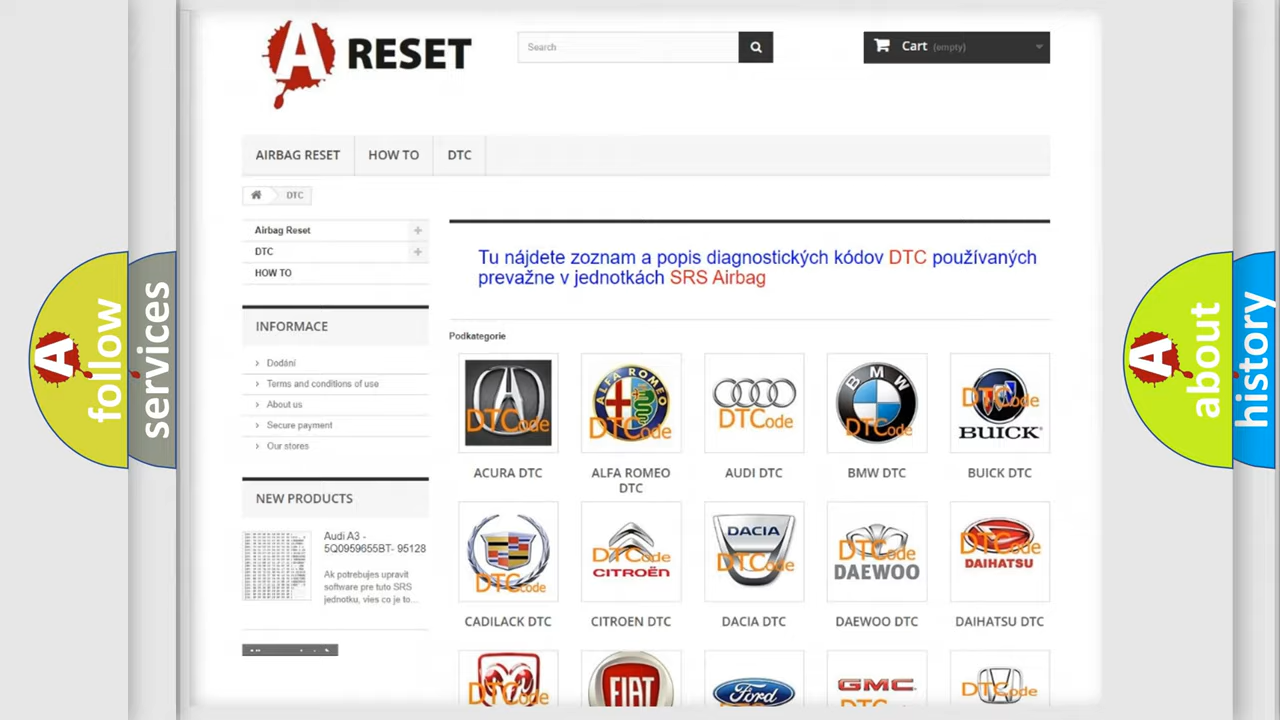 A RESET
Search
Cart (empty)
AIRBAG RESET
HOW TO
DTC
DTC
Airbag Reset
DTC
HOW TO
INFORMACE
Dodání
Terms and conditions of use
About us
Secure payment
Our stores
NEW PRODUCTS
Audi A3 -
5Q0959655BT- 95128
Ak potrebujes upravit
software pre tuto SRS
jednotku, vies co je to...
Tu nájdete zoznam a popis diagnostických kódov DTC používaných
prevažne v jednotkách SRS Airbag
Podkategorie
DTCode
ACURA DTC
ALFA ROMEO
DTCode
ALFA ROMEO
DTC
DTCode
AUDI DTC
BMW
DTCode
BMW DTC
DTCode
BUICK
BUICK DTC
DTCode
CADILACK DTC
DTCode
CITROËN
CITROEN DTC
DACIA
DTCode
DACIA DTC
DTCode
DAEWOO
DAEWOO DTC
DTCode
DAIHATSU
DAIHATSU DTC
DTCode
FIAT
Ford
GMC
DTCode
A follow
services
A about
history